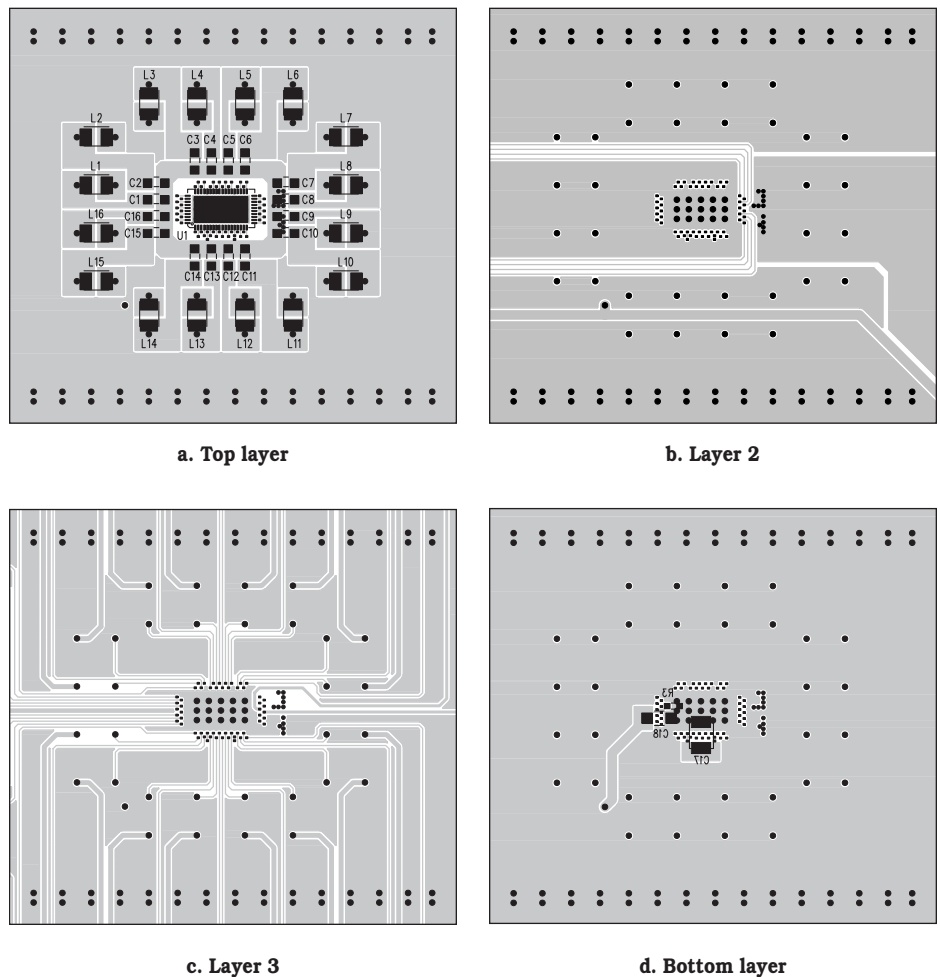 L3 L4 L5 L6
L2 L7
C3 C4 C5 C6
L1 L8
C2 C7
C1 C8
C16 C9
L16 L9
C15 U1 C10
L15 L10
C14 C13 C12 C11
L14 L13 L12 L11
a. Top layer
b. Layer 2
R3
C18
C17
c. Layer 3
d. Bottom layer